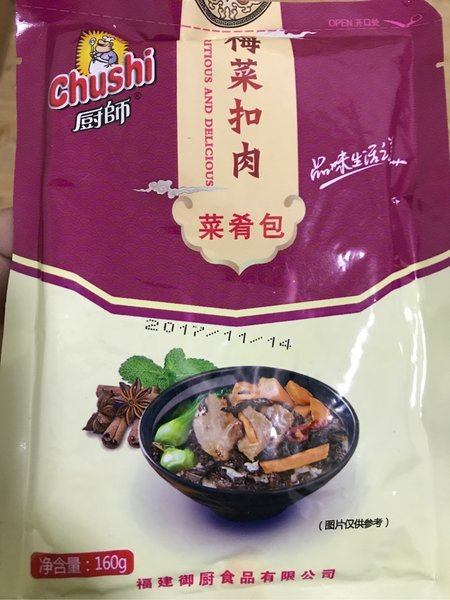 OPEN 开口处
Chushi
厨師
®
梅菜扣肉
UTIOUS AND DELICIOUS
品味生活之美
菜肴包
2017/11/14
(图片仅供参考)
净含量:160g
福建御厨食品有限公司